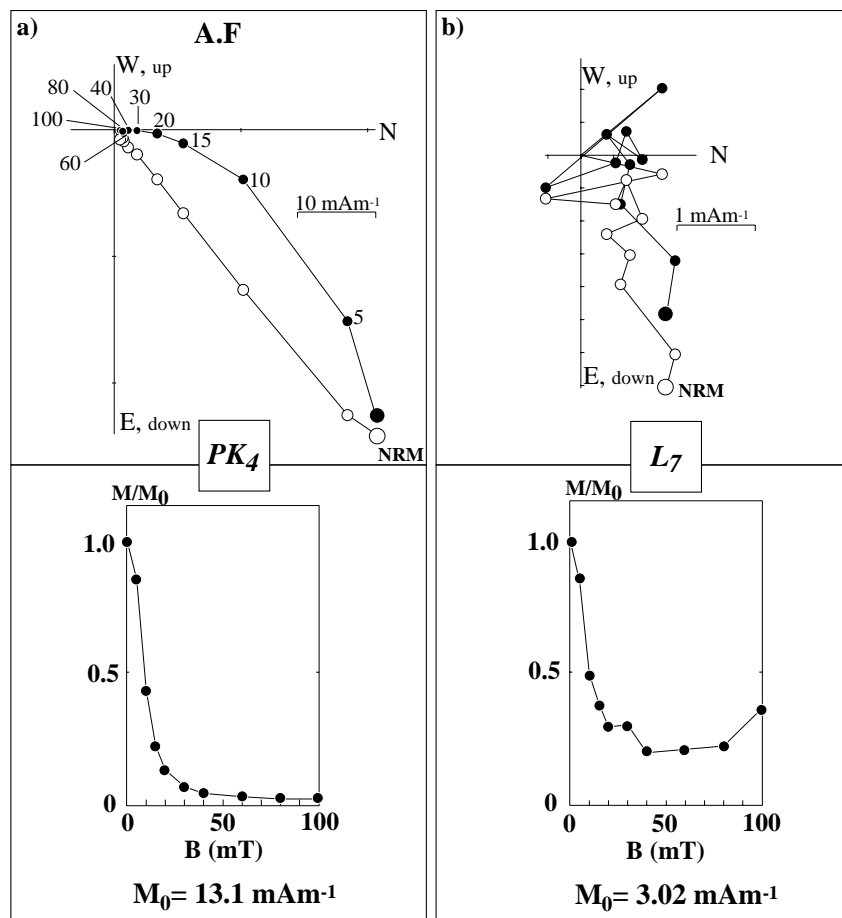 a)
A.F
W, up
80
40
30
100
20
N
60
15
10
10 mAm-1
5
E, down
NRM
PK4
M/M0
1.0
0.5
0
0
50
100
B (mT)
M0= 13.1 mAm-1
b)
W, up
N
1 mAm-1
E, down
NRM
L7
M/M0
1.0
0.5
0
0
50
100
B (mT)
M0= 3.02 mAm-1